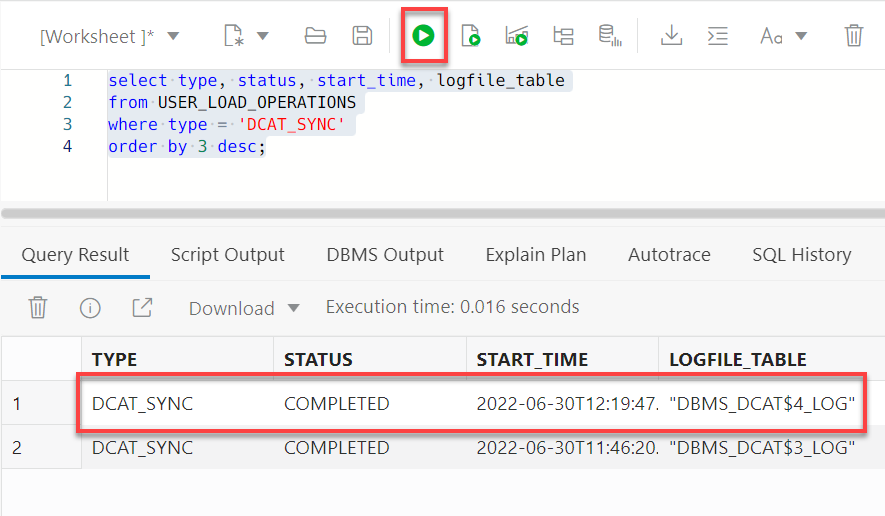 [Worksheet ]*
Aa
1 select type, status, start_time, logfile_table
2 from USER_LOAD_OPERATIONS
3 where type = 'DCAT_SYNC'
4 order by 3 desc;
Query Result Script Output DBMS Output Explain Plan Autotrace SQL History
Download Execution time: 0.016 seconds
TYPE STATUS START_TIME LOGFILE_TABLE
1 DCAT_SYNC COMPLETED 2022-06-30T12:19:47. "DBMS_DCAT$4_LOG"
2 DCAT_SYNC COMPLETED 2022-06-30T11:46:20. "DBMS_DCAT$3_LOG"